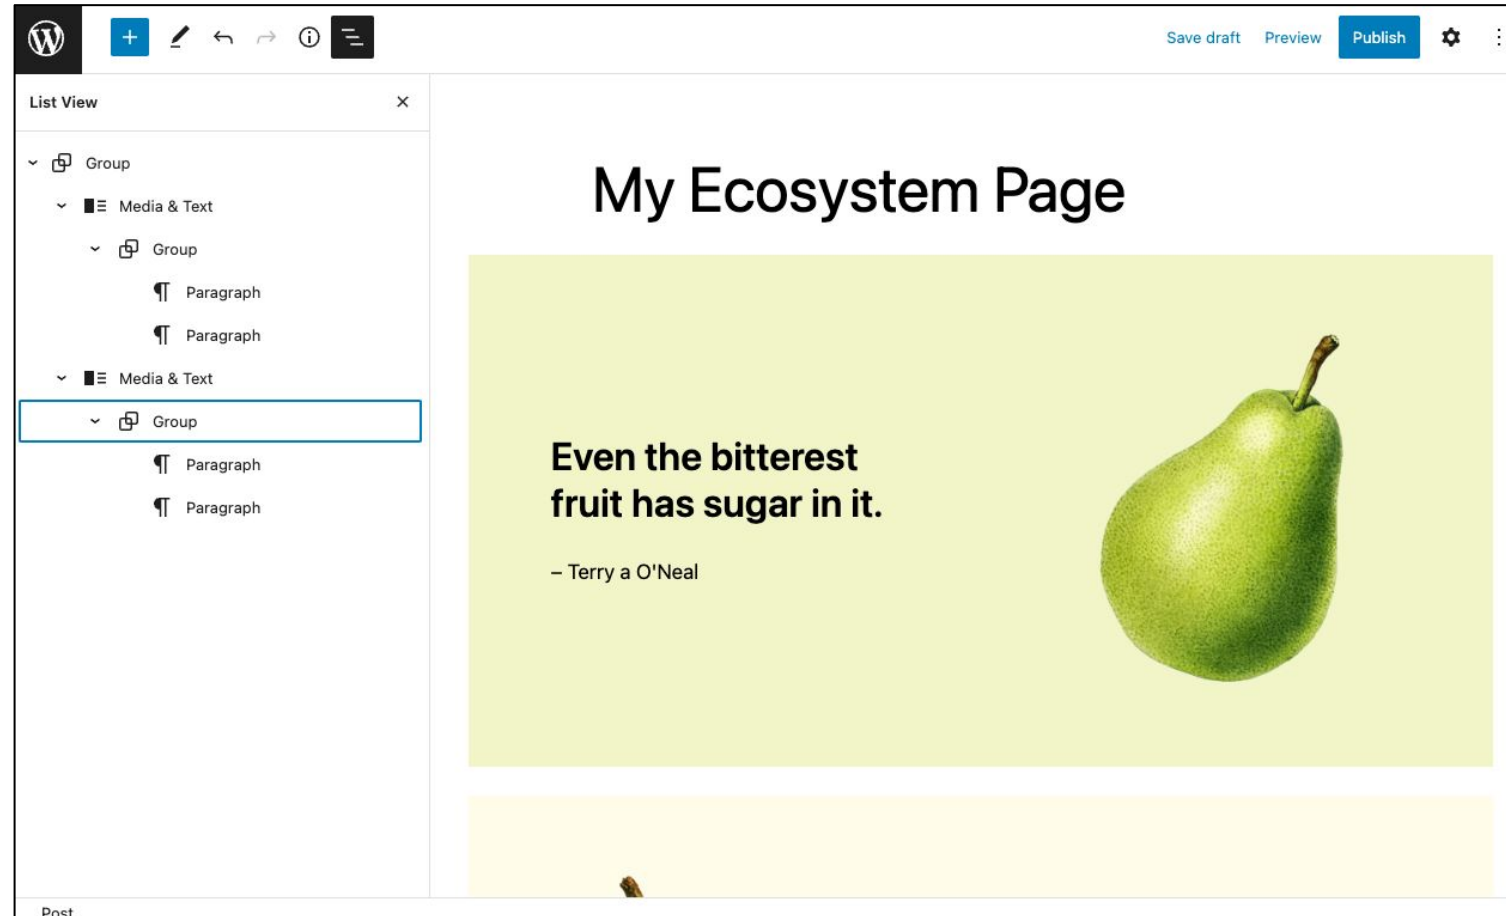 Save draft Preview Publish
List View
Group
Media & Text
Group
Paragraph
Paragraph
Media & Text
Group
Paragraph
Paragraph
My Ecosystem Page
Even the bitterest
fruit has sugar in it.
– Terry a O'Neal
Post